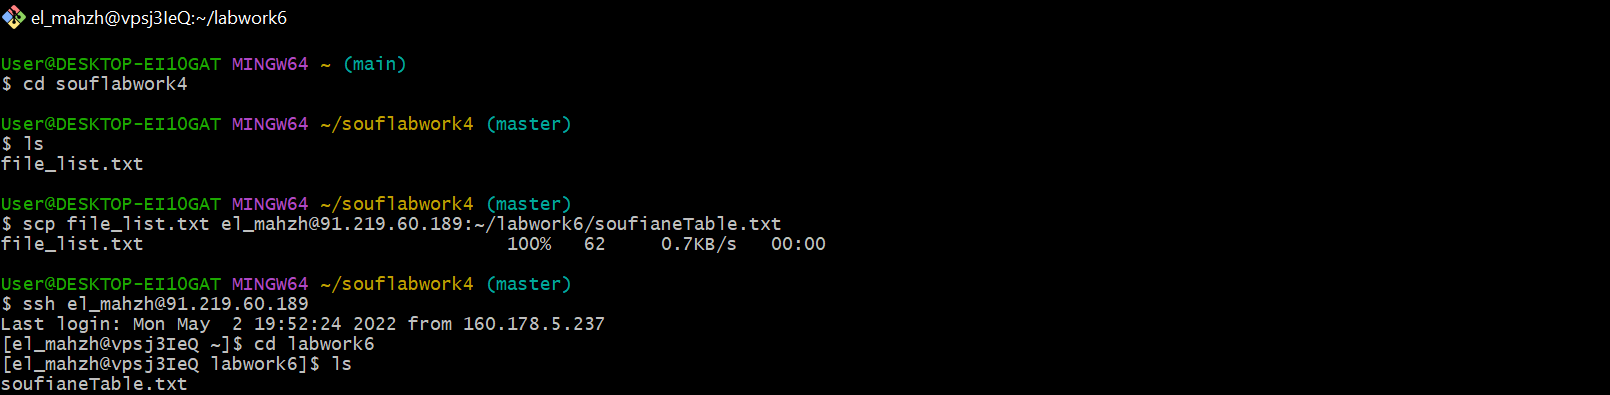 el_mahzh@vpsj3IeQ:~/labwork6
User@DESKTOP-EI1OGAT MINGW64 ~ (main)
$ cd souflabwork4
User@DESKTOP-EI1OGAT MINGW64 ~/souflabwork4 (master)
$ ls
file_list.txt
User@DESKTOP-EI1OGAT MINGW64 ~/souflabwork4 (master)
$ scp file_list.txt el_mahzh@91.219.60.189:~/labwork6/soufianeTable.txt
file_list.txt 100% 62 0.7KB/s 00:00
User@DESKTOP-EI1OGAT MINGW64 ~/souflabwork4 (master)
$ ssh el_mahzh@91.219.60.189
Last login: Mon May  2 19:52:24 2022 from 160.178.5.237
[el_mahzh@vpsj3IeQ ~]$ cd labwork6
[el_mahzh@vpsj3IeQ labwork6]$ ls
soufianeTable.txt